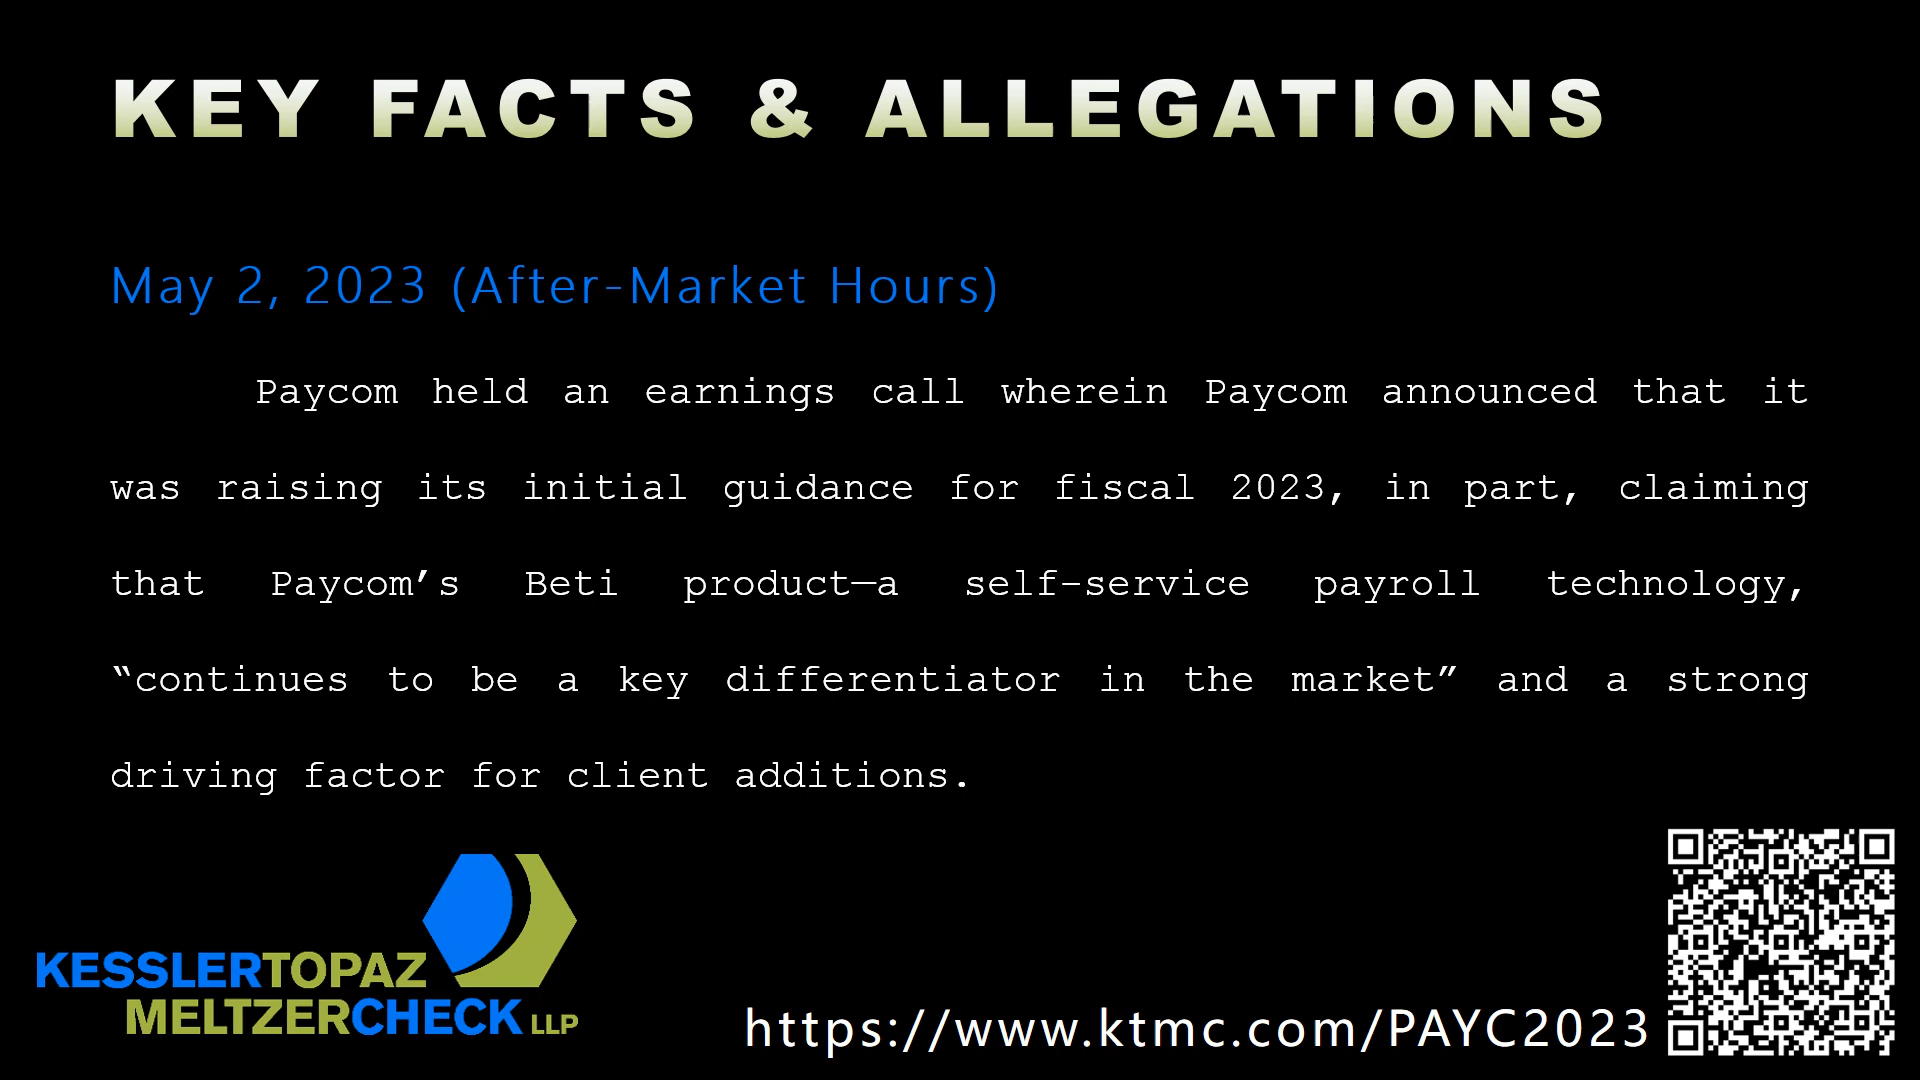 KEY FACTS & ALLEGATIONS
May 2, 2023 (After-Market Hours)
Paycom held an earnings call wherein Paycom announced that it
was raising its initial guidance for fiscal 2023, in part, claiming
that Paycom’s Beti product—a self-service payroll technology,
“continues to be a key differentiator in the market” and a strong
driving factor for client additions.
KESSLERTOPAZ
MELTZERCHECK LLP
https://www.ktmc.com/PAYC2023